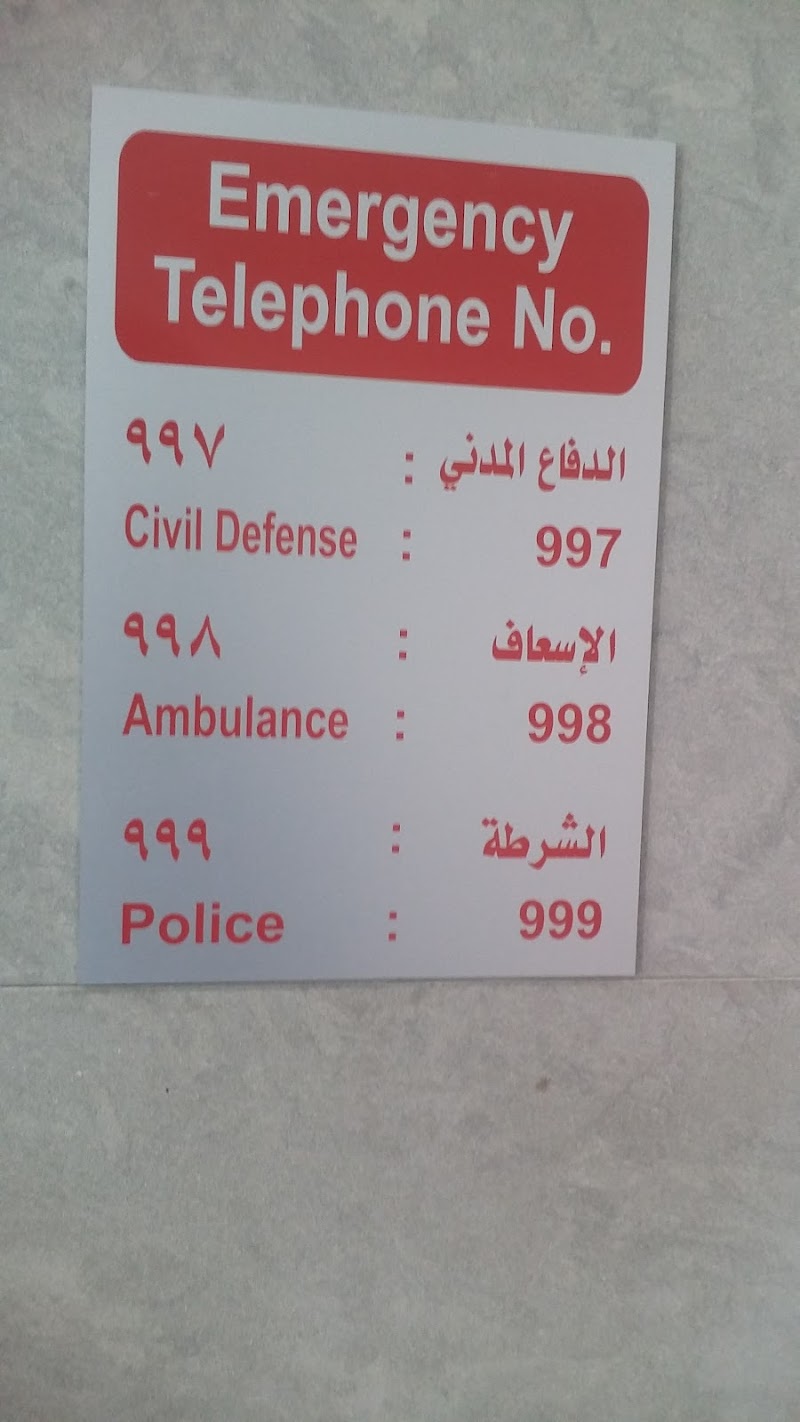 Emergency
Telephone No.
الدفاع المدني : ٩٩٧
Civil Defense : 997
الإسعاف : ٩٩٨
Ambulance : 998
الشرطة : ٩٩٩
Police : 999